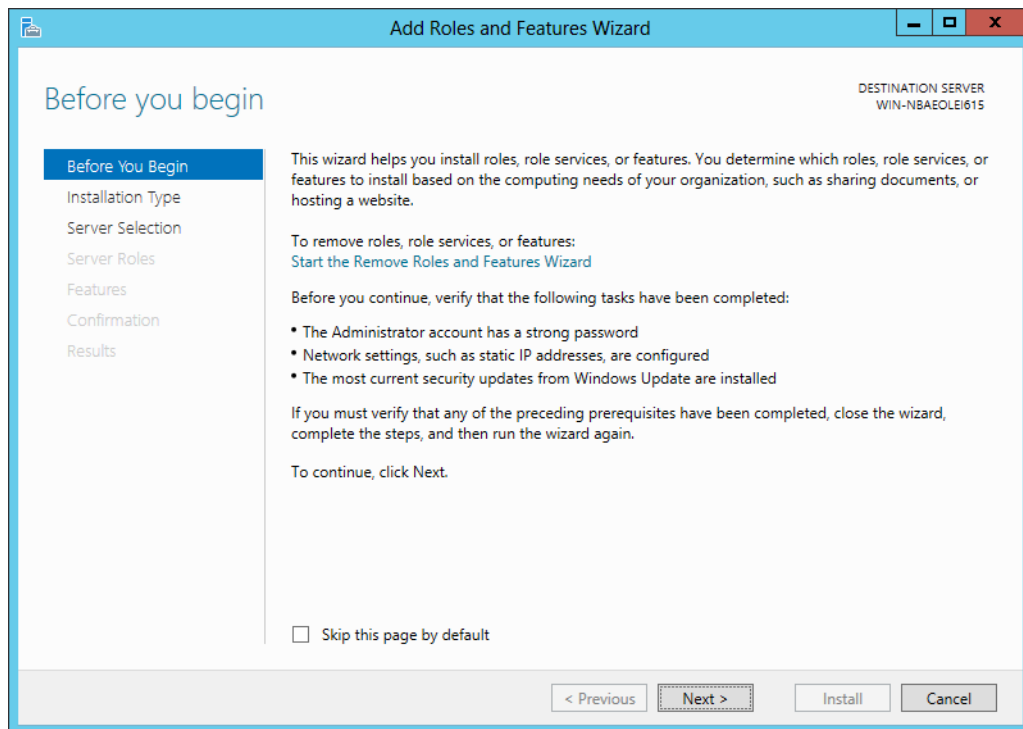 Add Roles and Features Wizard
Before you begin
DESTINATION SERVER
WIN-NBAEOLEI615
Before You Begin
Installation Type
Server Selection
Server Roles
Features
Confirmation
Results
This wizard helps you install roles, role services, or features. You determine which roles, role services, or
features to install based on the computing needs of your organization, such as sharing documents, or
hosting a website.
To remove roles, role services, or features:
Start the Remove Roles and Features Wizard
Before you continue, verify that the following tasks have been completed:
• The Administrator account has a strong password
• Network settings, such as static IP addresses, are configured
• The most current security updates from Windows Update are installed
If you must verify that any of the preceding prerequisites have been completed, close the wizard,
complete the steps, and then run the wizard again.
To continue, click Next.
Skip this page by default
< Previous
Next >
Install
Cancel